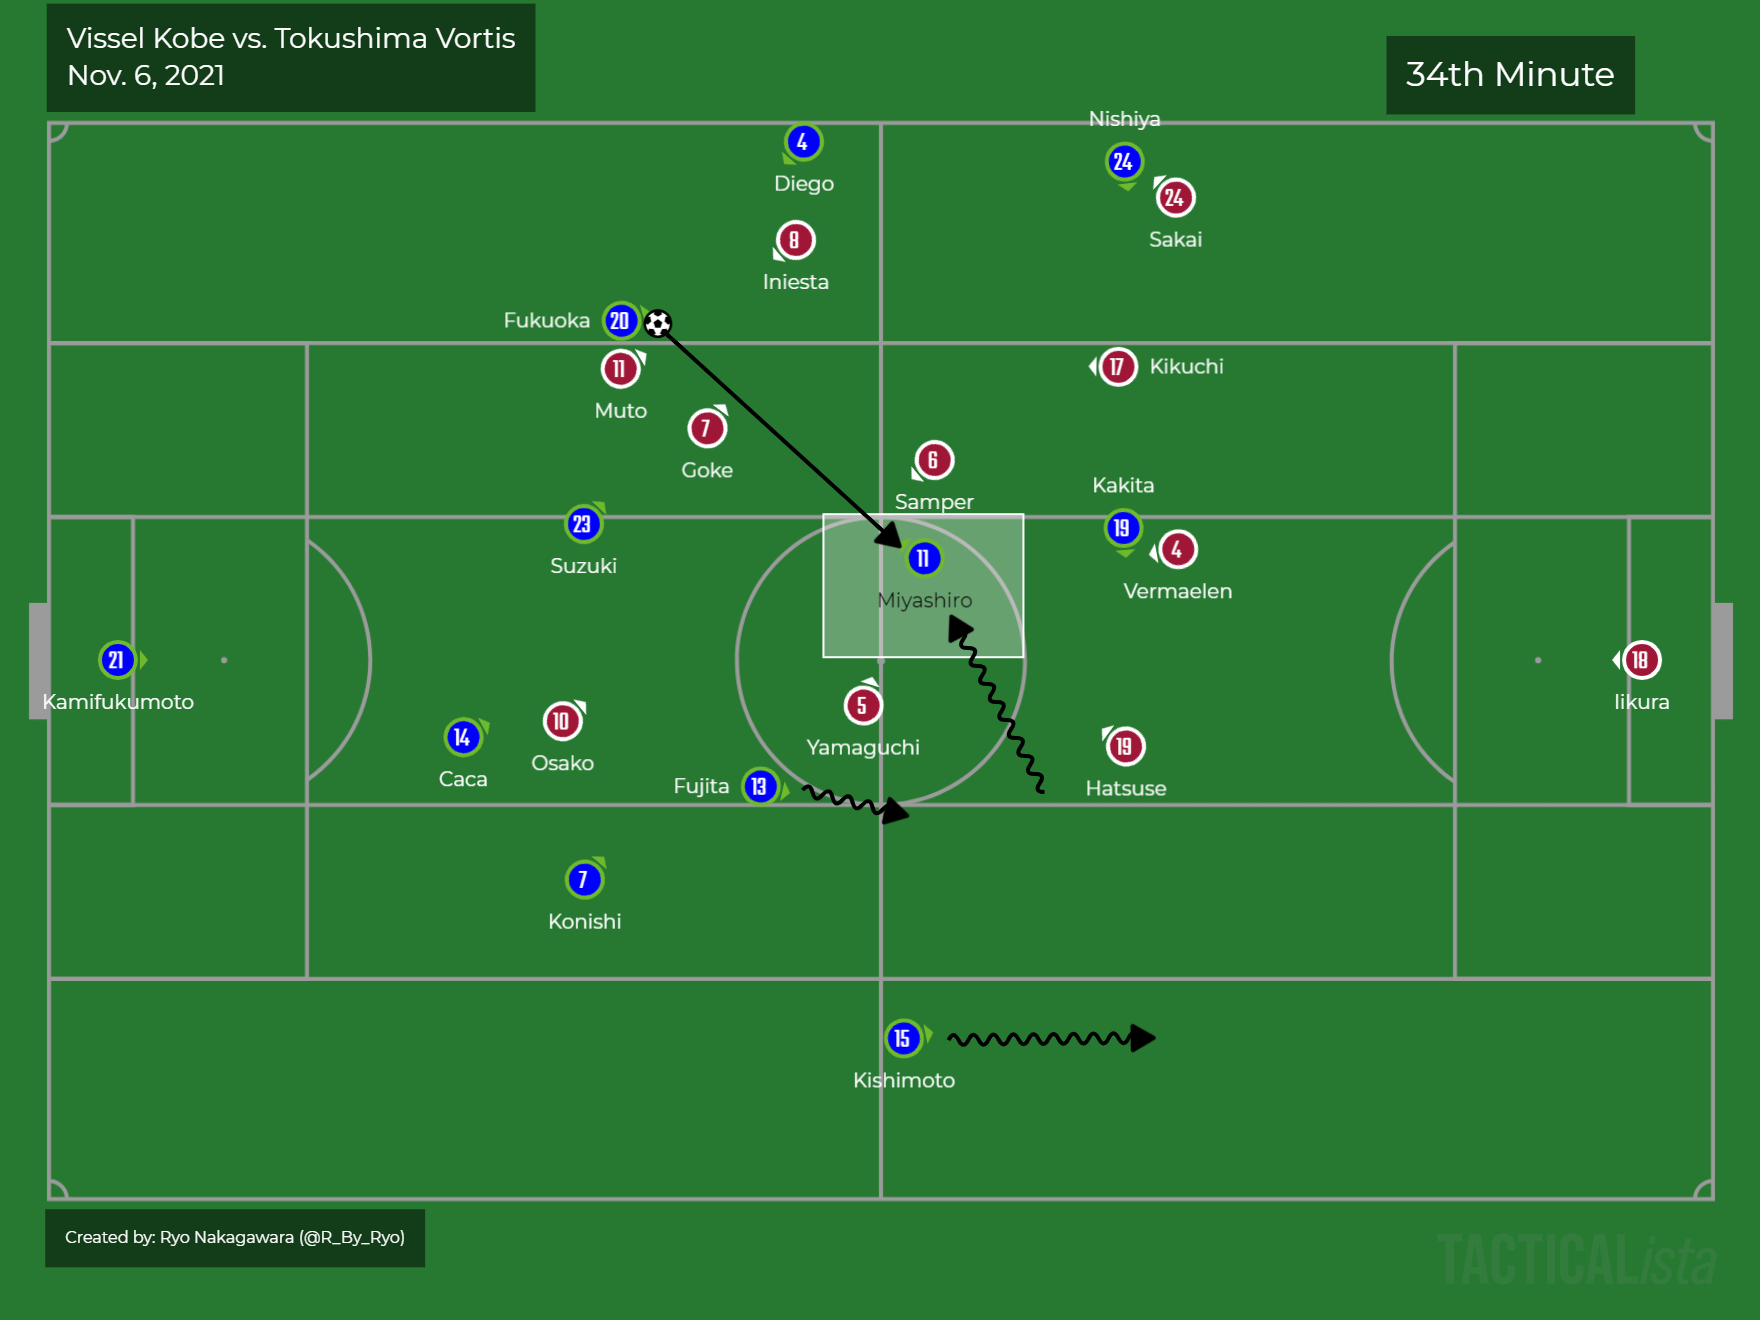 Vissel Kobe vs. Tokushima Vortis
Nov. 6, 2021
34th Minute
Nishiya
4
24
Diego
24
8
Sakai
Iniesta
Fukuoka 20
11
17 Kikuchi
Muto
7
Goke
6
Samper
Kakita
23
19
Suzuki
11
4
Miyashiro
Vermaelen
21
18
Kamifukumoto
Iikura
14
10
5
Caca
Osako
Yamaguchi
19
Fujita 13
Hatsuse
7
Konishi
15
Kishimoto
Created by: Ryo Nakagawara (@R_By_Ryo)
TACTICALista